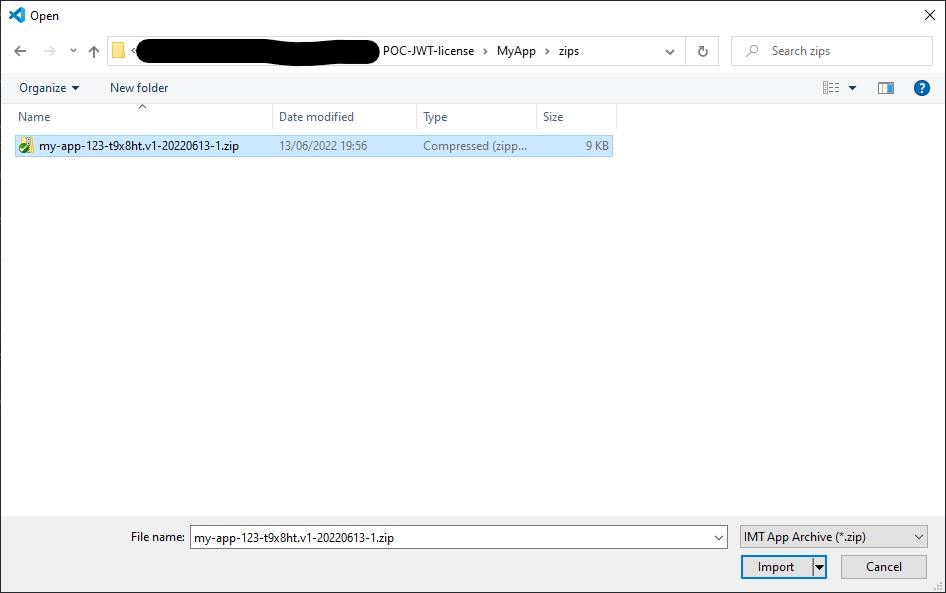 Open
POC-JWT-license > MyApp > zips
Search zips
Organize
New folder
?
Name
Date modified
Type
Size
my-app-123-t9x8ht.v1-20220613-1.zip
13/06/2022 19:56
Compressed (zipp...
9 KB
File name:
my-app-123-t9x8ht.v1-20220613-1.zip
IMT App Archive (*.zip)
Import
Cancel